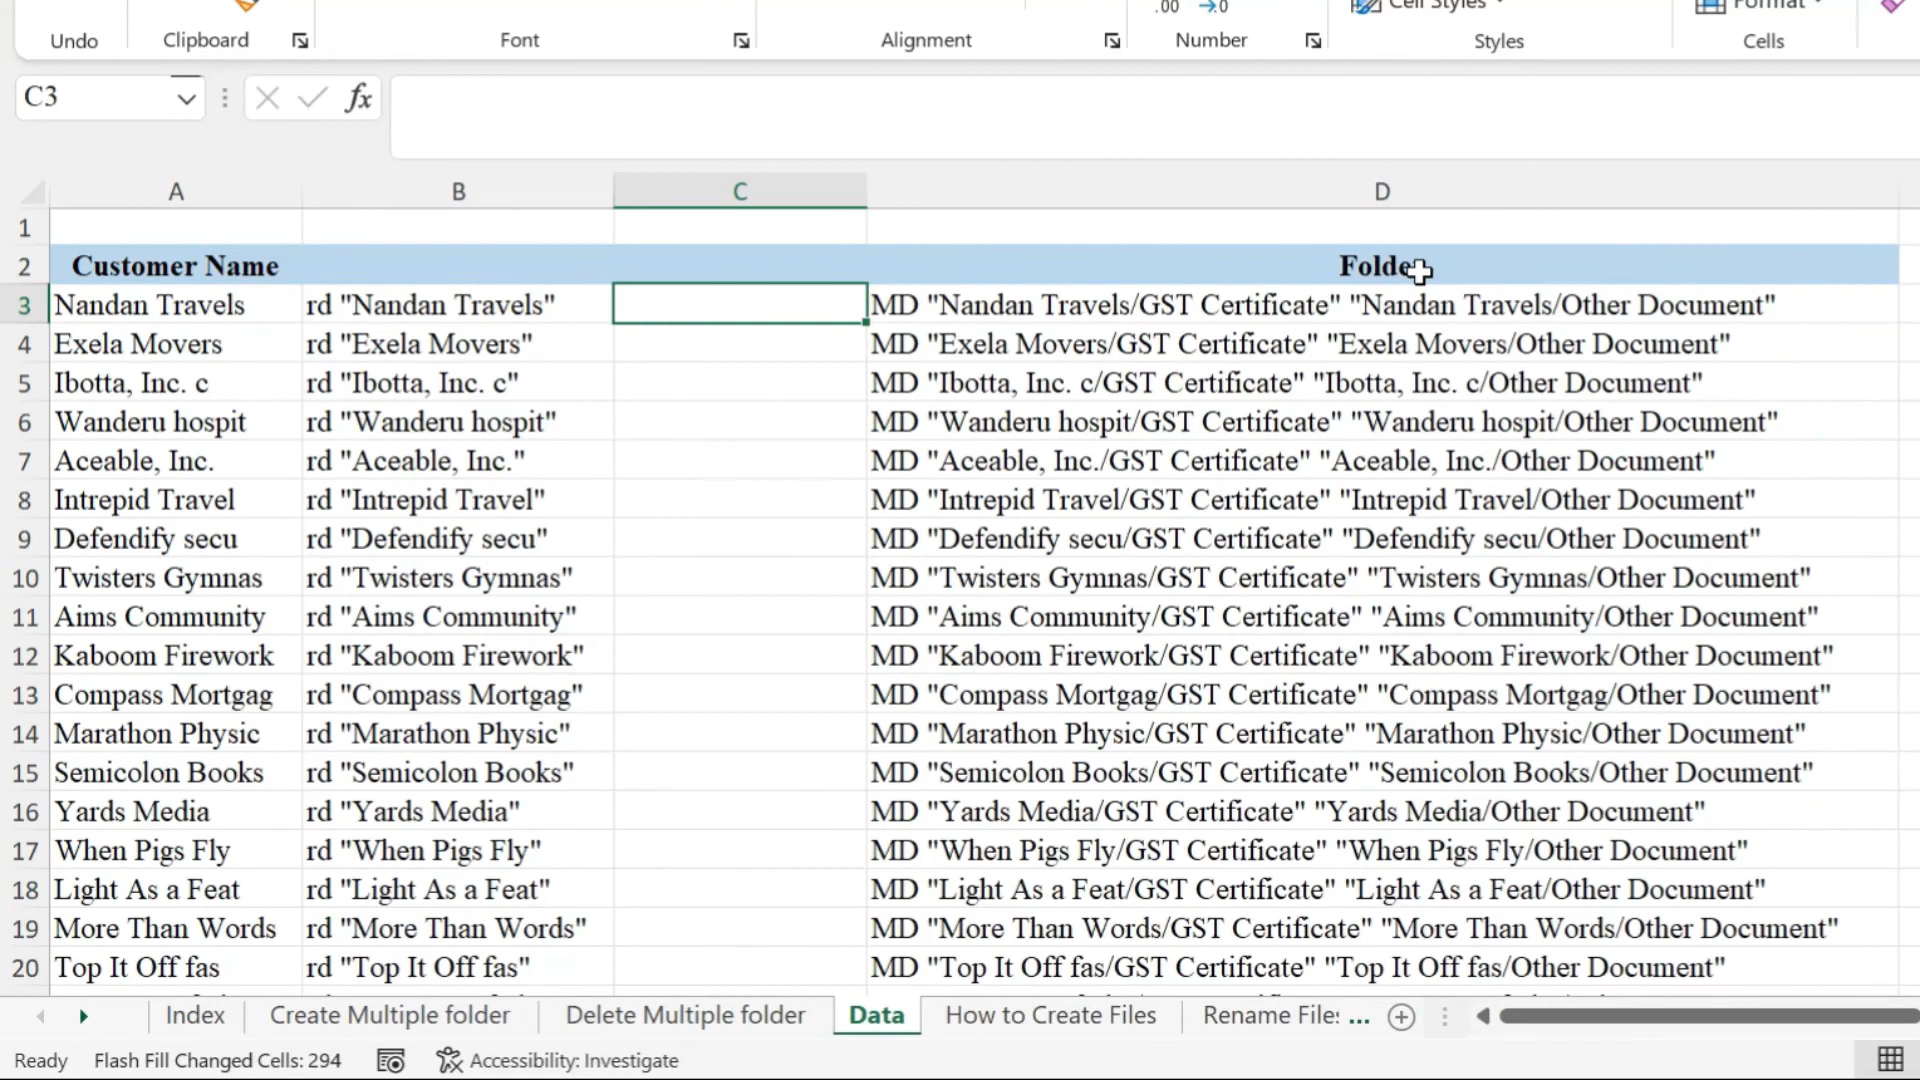 .00 →.0 Cell Styles Format
Undo Clipboard Font Alignment Number Styles Cells
C3 fx
A B C D
1
2 Customer Name Folde
3 Nandan Travels rd "Nandan Travels" MD "Nandan Travels/GST Certificate" "Nandan Travels/Other Document"
4 Exela Movers rd "Exela Movers" MD "Exela Movers/GST Certificate" "Exela Movers/Other Document"
5 Ibotta, Inc. c rd "Ibotta, Inc. c" MD "Ibotta, Inc. c/GST Certificate" "Ibotta, Inc. c/Other Document"
6 Wanderu hospit rd "Wanderu hospit" MD "Wanderu hospit/GST Certificate" "Wanderu hospit/Other Document"
7 Aceable, Inc. rd "Aceable, Inc." MD "Aceable, Inc./GST Certificate" "Aceable, Inc./Other Document"
8 Intrepid Travel rd "Intrepid Travel" MD "Intrepid Travel/GST Certificate" "Intrepid Travel/Other Document"
9 Defendify secu rd "Defendify secu" MD "Defendify secu/GST Certificate" "Defendify secu/Other Document"
10 Twisters Gymnas rd "Twisters Gymnas" MD "Twisters Gymnas/GST Certificate" "Twisters Gymnas/Other Document"
11 Aims Community rd "Aims Community" MD "Aims Community/GST Certificate" "Aims Community/Other Document"
12 Kaboom Firework rd "Kaboom Firework" MD "Kaboom Firework/GST Certificate" "Kaboom Firework/Other Document"
13 Compass Mortgag rd "Compass Mortgag" MD "Compass Mortgag/GST Certificate" "Compass Mortgag/Other Document"
14 Marathon Physic rd "Marathon Physic" MD "Marathon Physic/GST Certificate" "Marathon Physic/Other Document"
15 Semicolon Books rd "Semicolon Books" MD "Semicolon Books/GST Certificate" "Semicolon Books/Other Document"
16 Yards Media rd "Yards Media" MD "Yards Media/GST Certificate" "Yards Media/Other Document"
17 When Pigs Fly rd "When Pigs Fly" MD "When Pigs Fly/GST Certificate" "When Pigs Fly/Other Document"
18 Light As a Feat rd "Light As a Feat" MD "Light As a Feat/GST Certificate" "Light As a Feat/Other Document"
19 More Than Words rd "More Than Words" MD "More Than Words/GST Certificate" "More Than Words/Other Document"
20 Top It Off fas rd "Top It Off fas" MD "Top It Off fas/GST Certificate" "Top It Off fas/Other Document"
Index Create Multiple folder Delete Multiple folder Data How to Create Files Rename File: ...
Ready Flash Fill Changed Cells: 294 Accessibility: Investigate